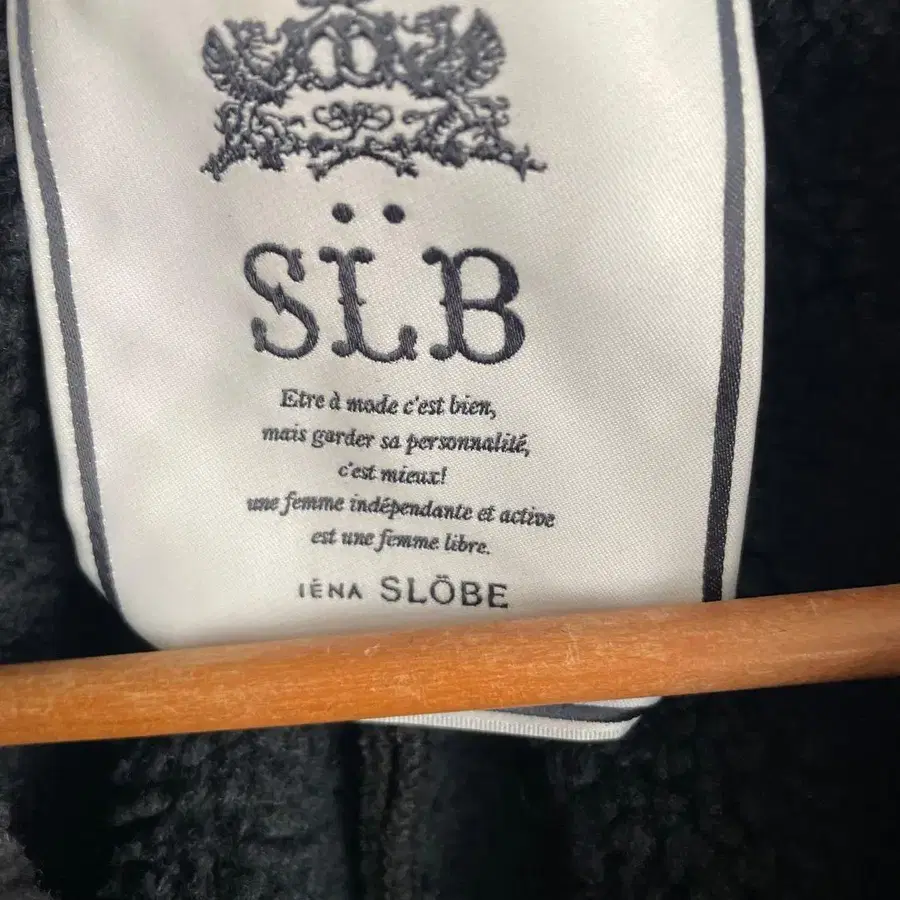 SL̈B
Etre à mode c'est bien,
mais garder sa personnalité,
c'est mieux!
une femme indépendante et active
est une femme libre.
IÉNA SLÖBE